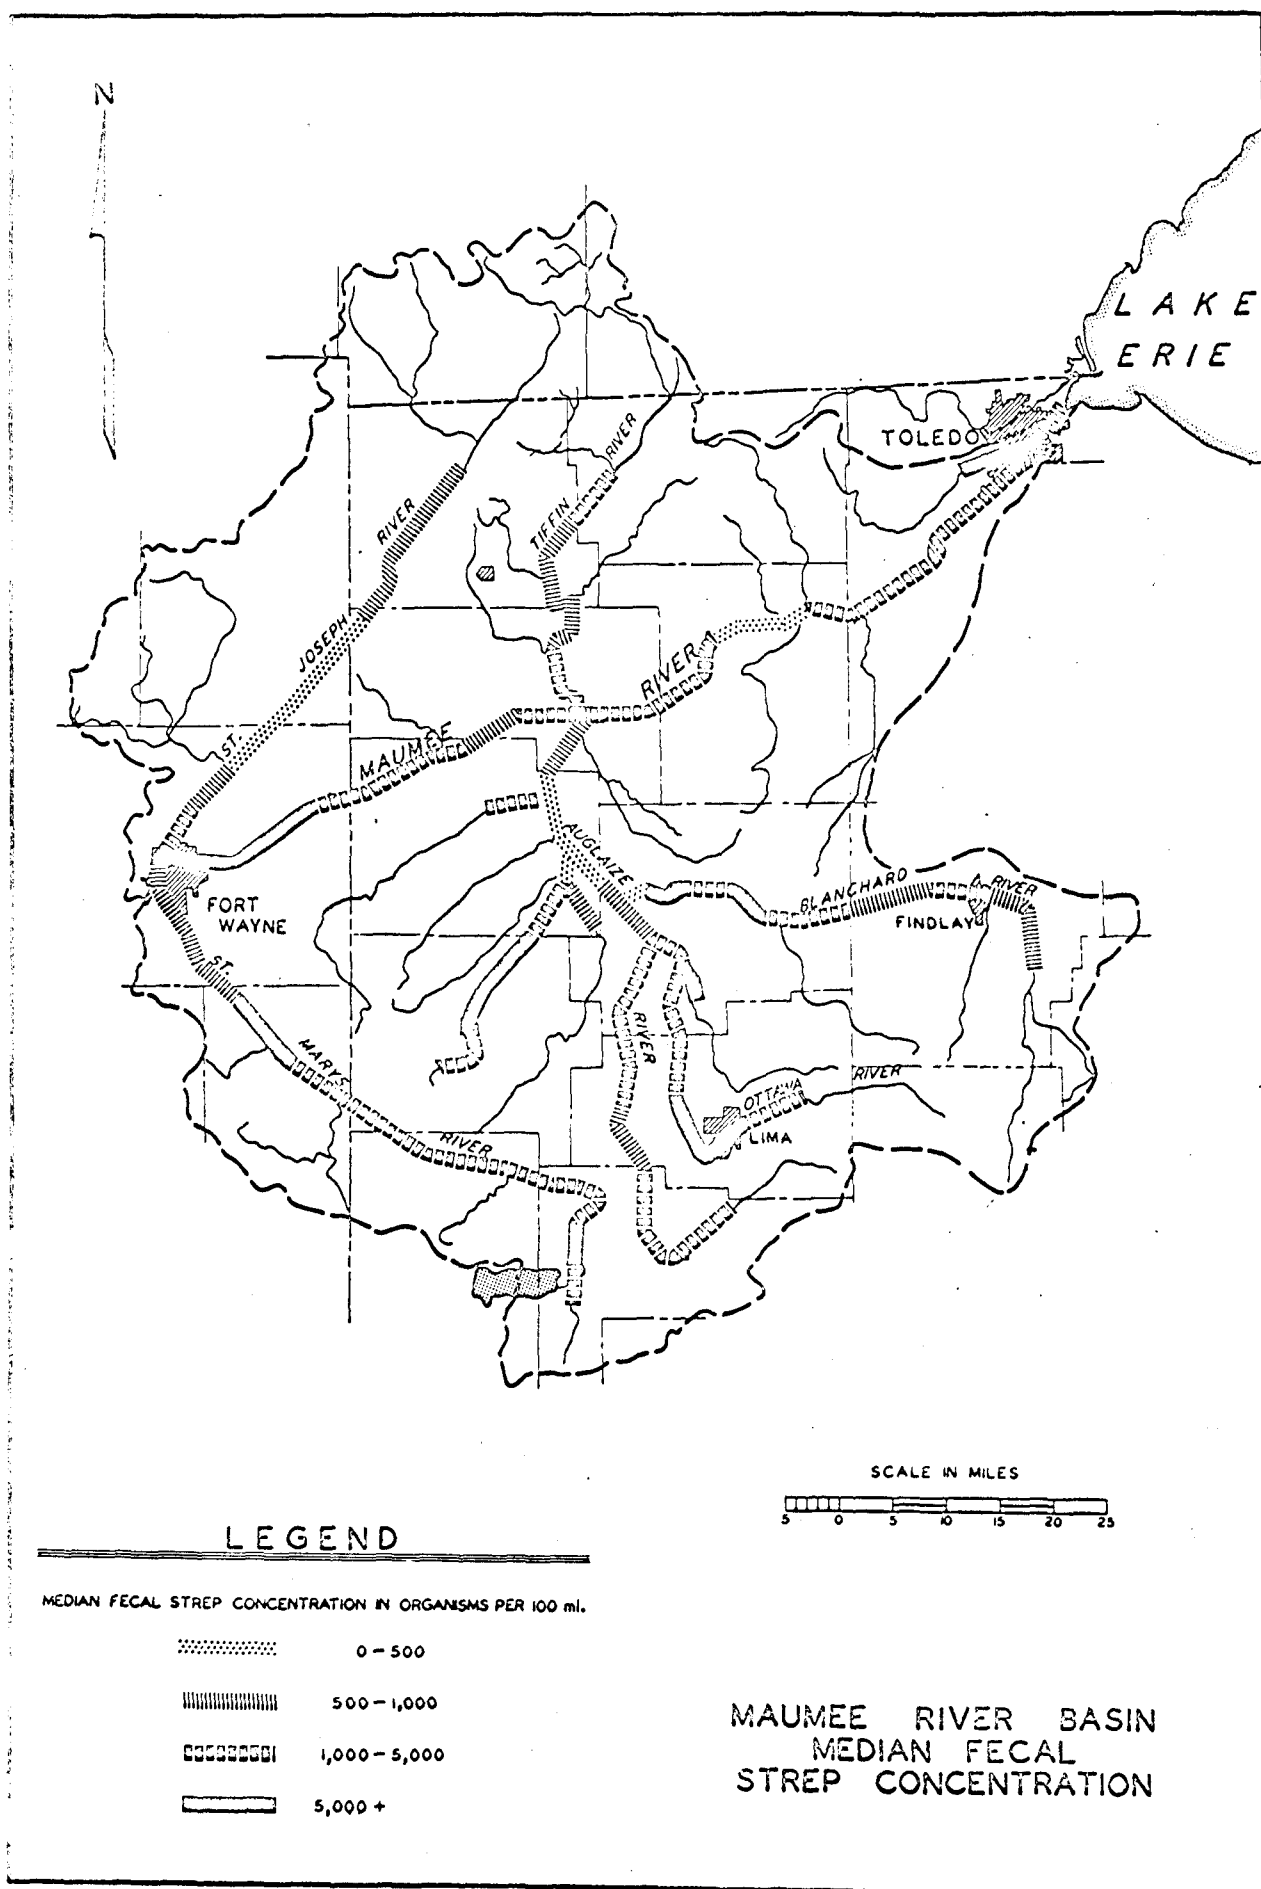 N
LAKE
ERIE
TOLEDO
RIVER
TIFFIN
RIVER
JOSEPH
ST.
RIVER
MAUMEE
AUGLAIZE
BLANCHARD
RIVER
FINDLAY
FORT
WAYNE
ST.
MARYS
RIVER
RIVER
OTTAWA
RIVER
LIMA
SCALE IN MILES
5 0 5 10 15 20 25
LEGEND
MEDIAN FECAL STREP CONCENTRATION IN ORGANISMS PER 100 ml.
0-500
500-1,000
1,000-5,000
5,000+
MAUMEE RIVER BASIN
MEDIAN FECAL
STREP CONCENTRATION